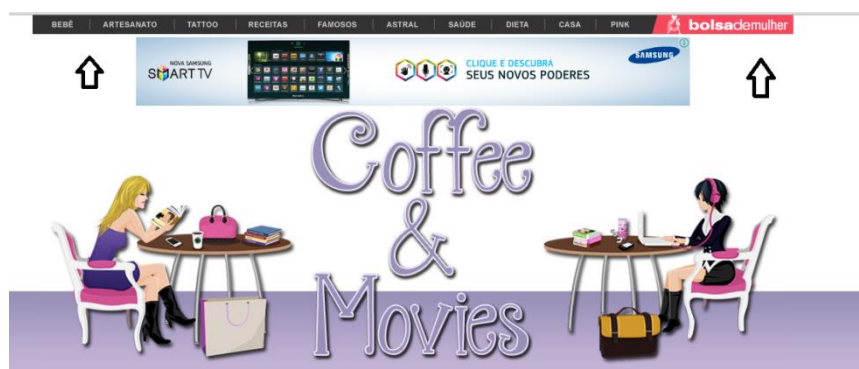 BEBÊ ARTESANATO TATTOO RECEITAS FAMOSOS ASTRAL SAÚDE DIETA CASA PINK bolsademulher
NOVA SAMSUNG
SMART TV
CLIQUE E DESCUBRA
SEUS NOVOS PODERES
SAMSUNG
Coffee
&
Movies